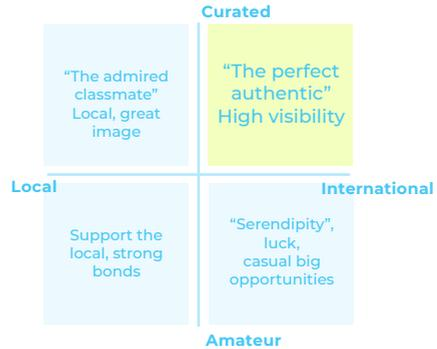 Curated
“The admired
classmate”
Local, great
image
“The perfect
authentic”
High visibility
Local
International
Support the
local, strong
bonds
“Serendipity”,
luck,
casual big
opportunities
Amateur